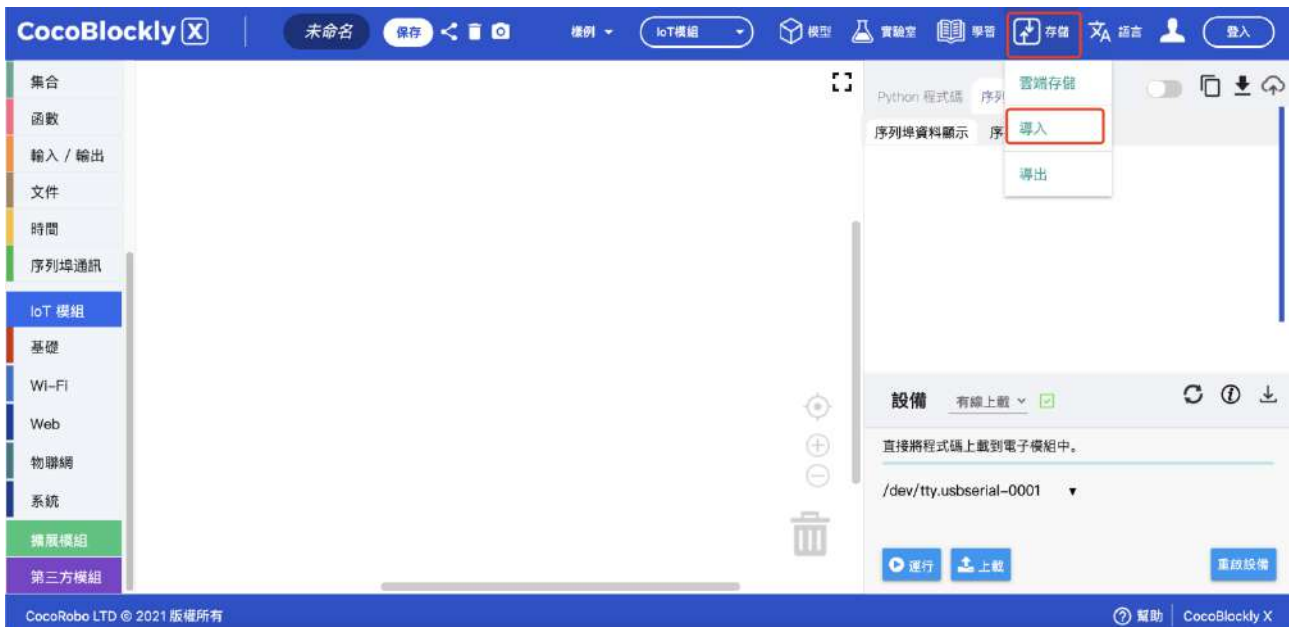 CocoBlockly X
未命名
保存
樣例
IoT模組
模型
實驗室
學習
存儲
語言
登入
集合
函數
輸入 / 輸出
文件
時間
序列埠通訊
IoT 模組
基礎
Wi-Fi
Web
物聯網
系統
擴展模組
第三方模組
Python 程式碼
序列
序列埠資料顯示
序
雲端存儲
導入
導出
設備
有線上載
直接將程式碼上載到電子模組中。
/dev/tty.usbserial-0001
運行
上載
重啟設備
CocoRobo LTD © 2021 版權所有
幫助
CocoBlockly X